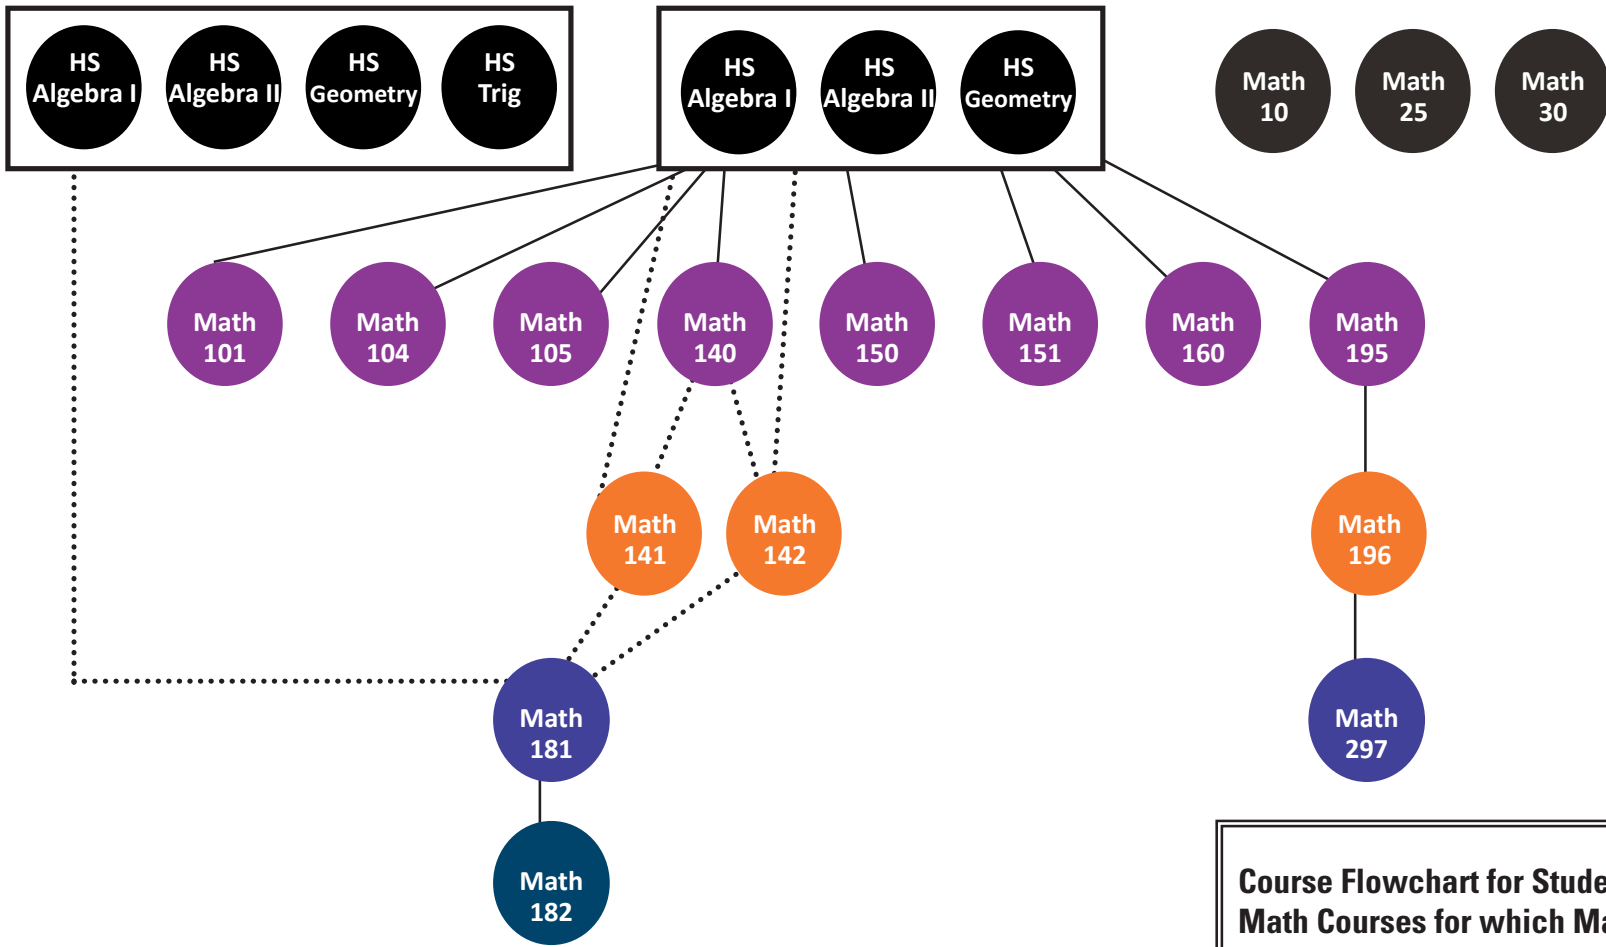 HS
Algebra I
HS
Algebra II
HS
Geometry
HS
Trig
HS
Algebra I
HS
Algebra II
HS
Geometry
Math
10
Math
25
Math
30
Math
101
Math
104
Math
105
Math
140
Math
150
Math
151
Math
160
Math
195
Math
141
Math
142
Math
196
Math
181
Math
297
Math
182
Course Flowchart for Stude
Math Courses for which Ma